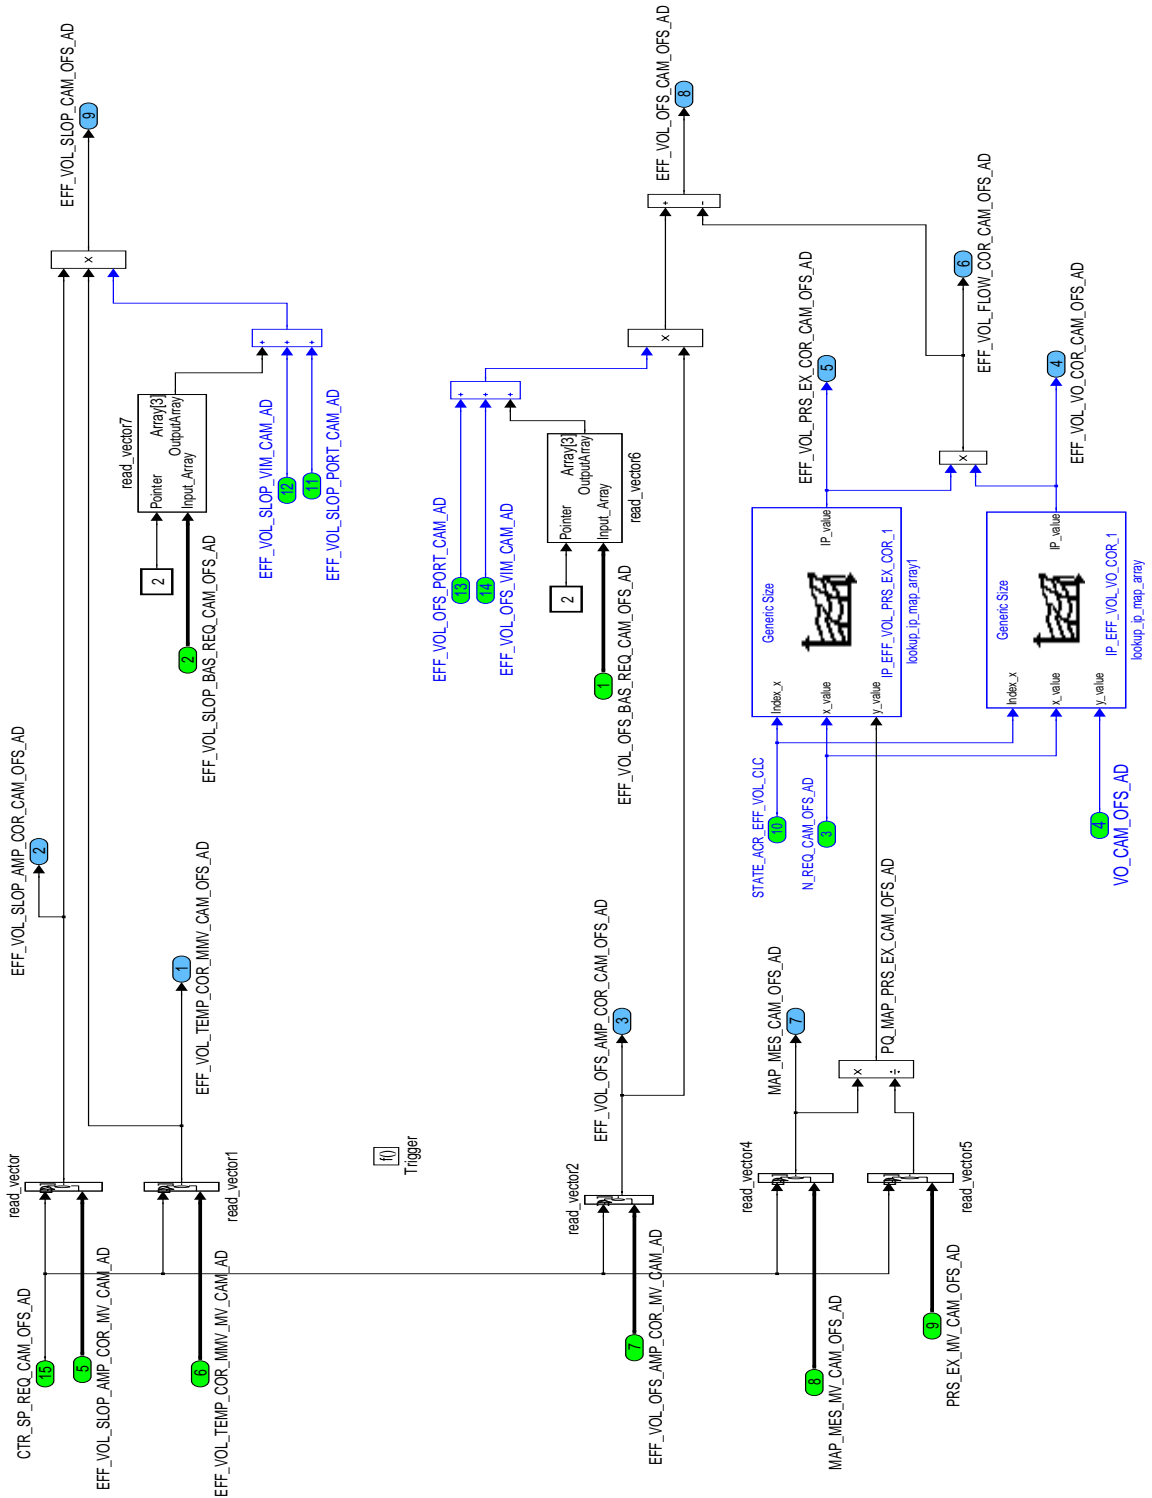 CTR_SP_REQ_CAM_OFS_AD
15
5
EFF_VOL_SLOP_AMP_COR_MV_CAM_AD
6
EFF_VOL_TEMP_COR_MMV_MV_CAM_AD
read_vector
read_vector1
EFF_VOL_SLOP_AMP_COR_CAM_OFS_AD
2
1
EFF_VOL_TEMP_COR_MMV_CAM_OFS_AD
2
EFF_VOL_SLOP_BAS_REQ_CAM_OFS_AD
2
read_vector7
Pointer
Array[3]
Input_Array
OutputArray
12
EFF_VOL_SLOP_VIM_CAM_AD
11
EFF_VOL_SLOP_PORT_CAM_AD
+
+
+
X
EFF_VOL_SLOP_CAM_OFS_AD
9
f()
Trigger
7
EFF_VOL_OFS_AMP_COR_MV_CAM_AD
read_vector2
EFF_VOL_OFS_AMP_COR_CAM_OFS_AD
3
EFF_VOL_OFS_PORT_CAM_AD
13
14
EFF_VOL_OFS_VIM_CAM_AD
2
1
EFF_VOL_OFS_BAS_REQ_CAM_OFS_AD
Pointer
Array[3]
Input_Array
OutputArray
read_vector6
+
+
+
X
+
-
EFF_VOL_OFS_CAM_OFS_AD
8
8
MAP_MES_MV_CAM_OFS_AD
9
PRS_EX_MV_CAM_OFS_AD
read_vector4
read_vector5
MAP_MES_CAM_OFS_AD
7
X
÷
PQ_MAP_PRS_EX_CAM_OFS_AD
STATE_ACR_EFF_VOL_CLC
10
N_REQ_CAM_OFS_AD
3
4
VO_CAM_OFS_AD
Generic Size
Index_x
x_value
y_value
IP_value
IP_EFF_VOL_PRS_EX_COR_1
lookup_ip_map_array1
Generic Size
Index_x
x_value
y_value
IP_value
IP_EFF_VOL_VO_COR_1
lookup_ip_map_array
EFF_VOL_PRS_EX_COR_CAM_OFS_AD
5
X
6
EFF_VOL_FLOW_COR_CAM_OFS_AD
4
EFF_VOL_VO_COR_CAM_OFS_AD